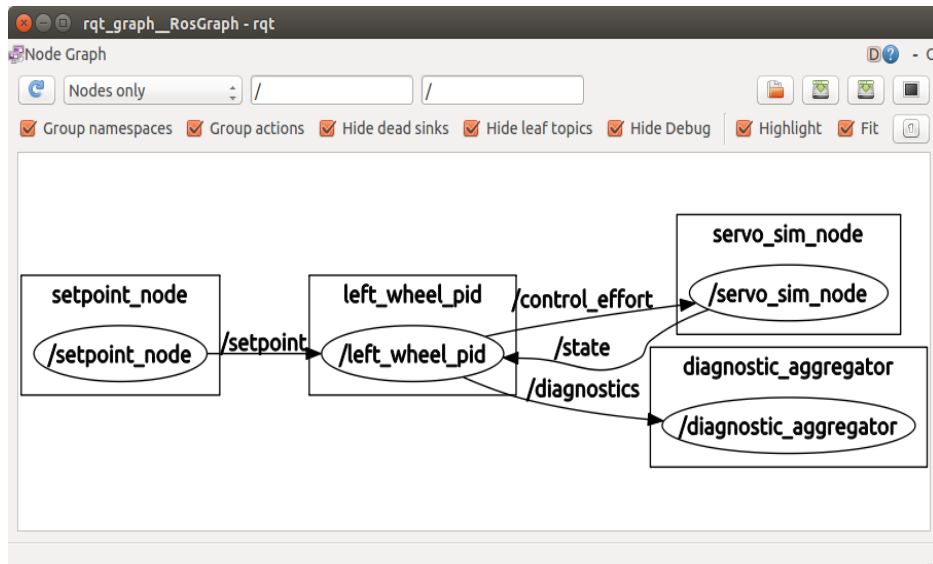 rqt_graph__RosGraph - rqt
Node Graph
D
- C
Nodes only
/
/
Group namespaces
Group actions
Hide dead sinks
Hide leaf topics
Hide Debug
Highlight
Fit
servo_sim_node
/servo_sim_node
setpoint_node
/setpoint_node
/setpoint
left_wheel_pid
/left_wheel_pid
/control_effort
/state
/diagnostics
diagnostic_aggregator
/diagnostic_aggregator